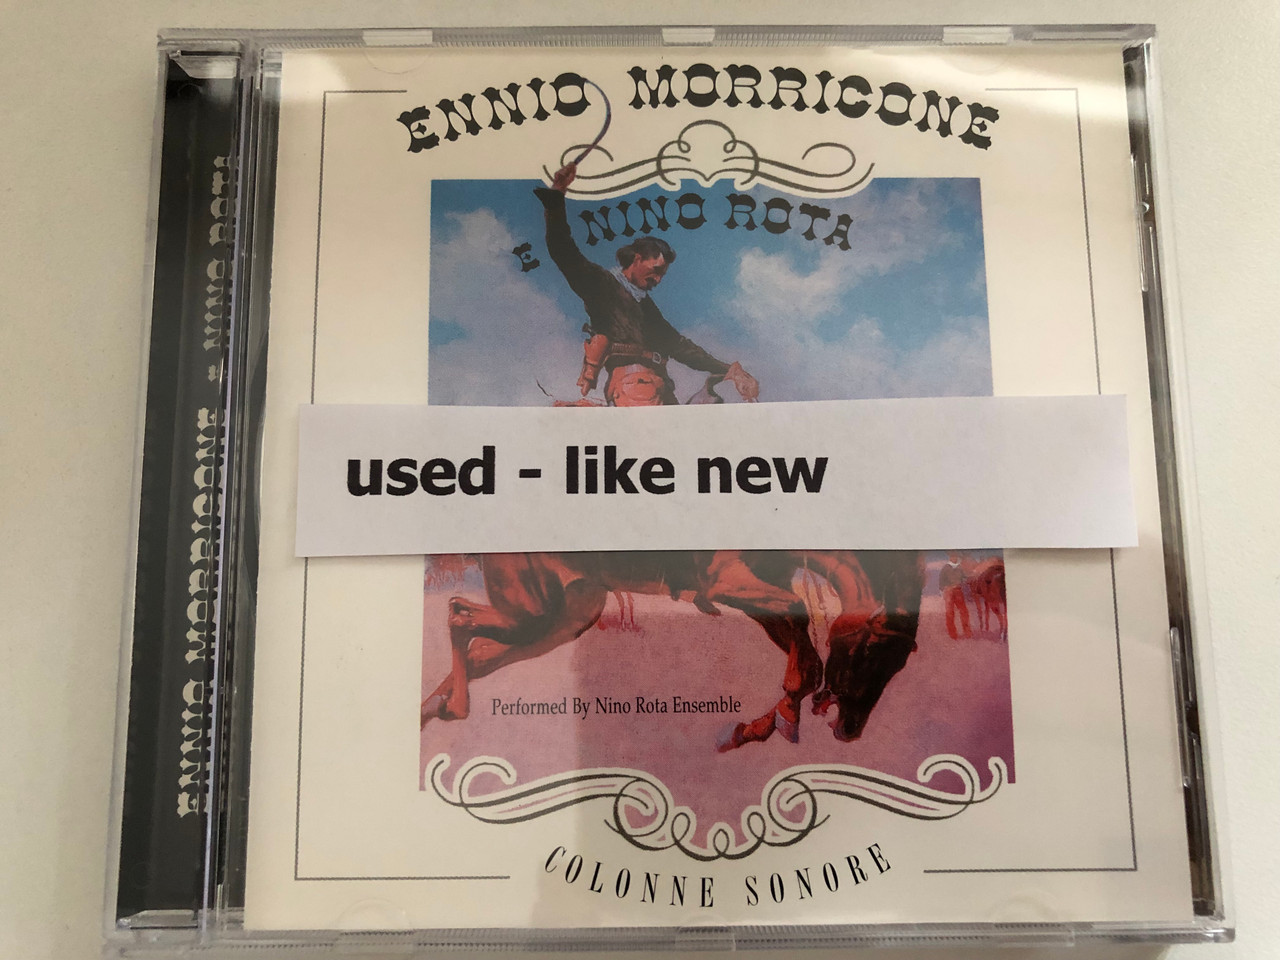 ENNIO MORRICONE
E NINO ROTA
used - like new
Performed By Nino Rota Ensemble
COLONNE SONORE
ENNIO MORRICONE - NINO ROTA